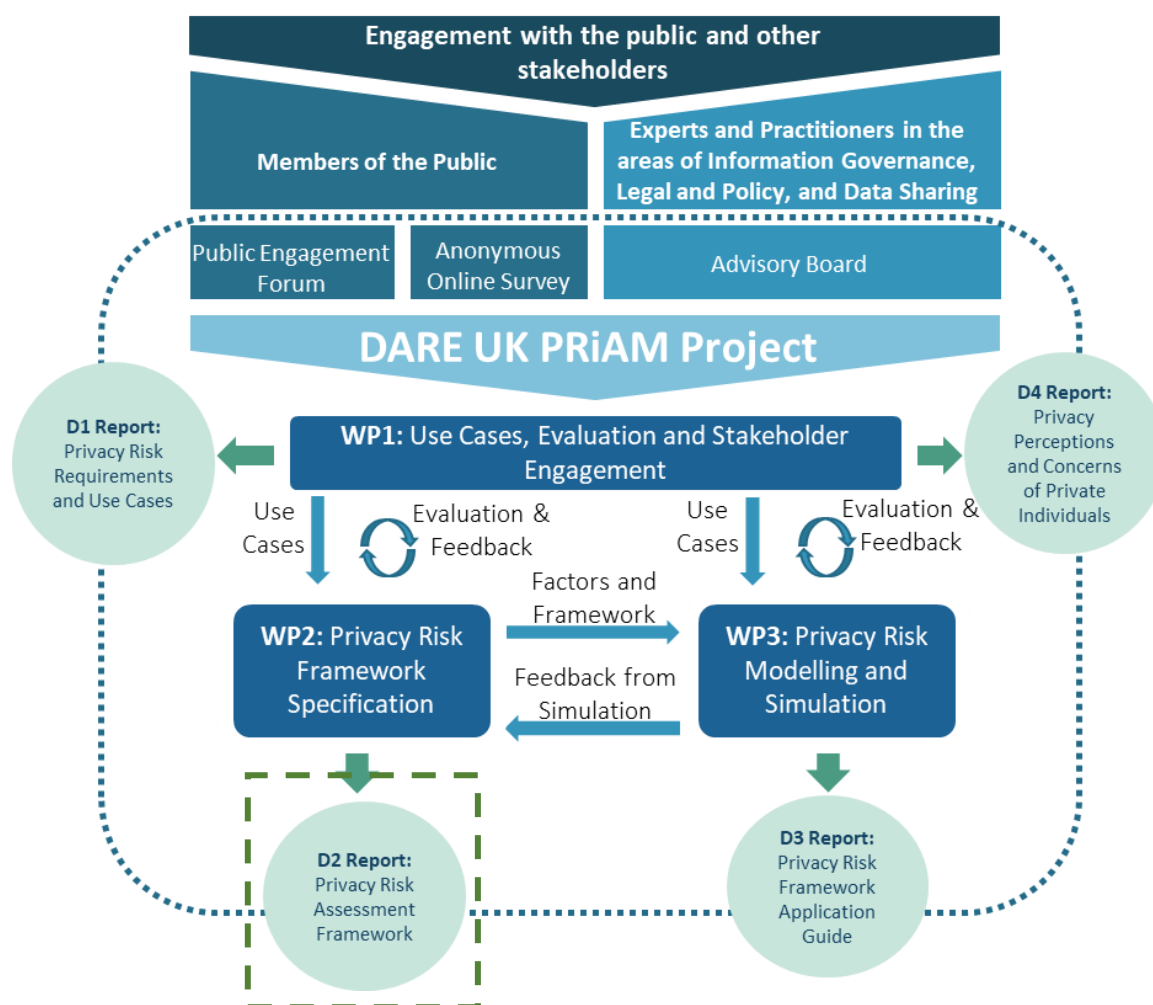 Engagement with the public and other
stakeholders
Members of the Public
Experts and Practitioners in the
areas of Information Governance,
Legal and Policy, and Data Sharing
Public Engagement
Forum
Anonymous
Online Survey
Advisory Board
DARE UK PRiAM Project
D1 Report:
Privacy Risk
Requirements
and Use Cases
WP1: Use Cases, Evaluation and Stakeholder
Engagement
D4 Report:
Privacy
Perceptions
and Concerns
of Private
Individuals
Use
Cases
Evaluation &
Feedback
Use
Cases
Evaluation &
Feedback
WP2: Privacy Risk
Framework
Specification
Factors and
Framework
Feedback from
Simulation
WP3: Privacy Risk
Modelling and
Simulation
D2 Report:
Privacy Risk
Assessment
Framework
D3 Report:
Privacy Risk
Framework
Application
Guide